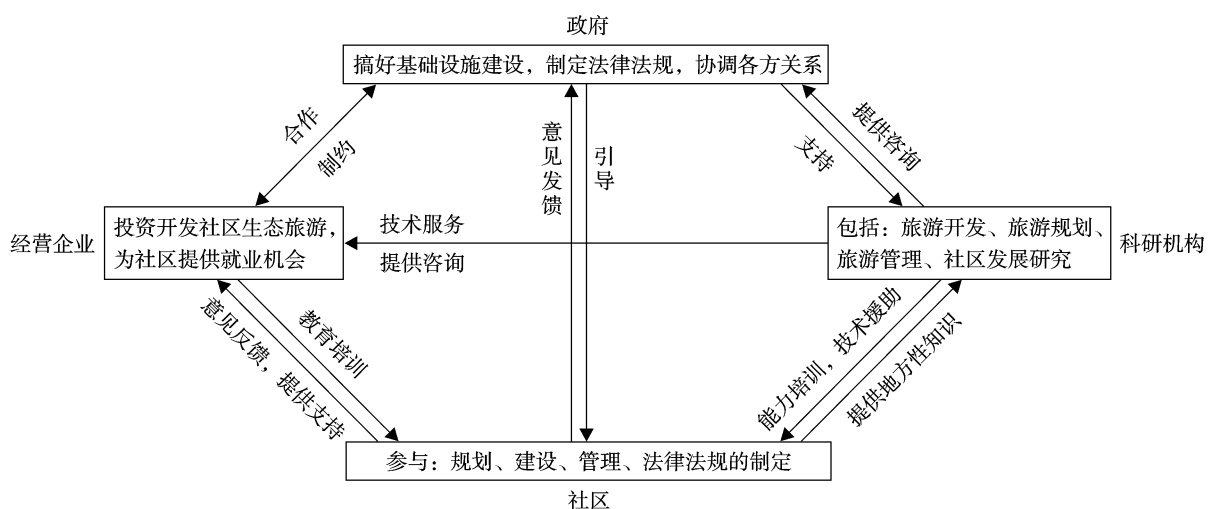 政府
搞好基础设施建设，制定法律法规，协调各方关系
合作
制约
意见发馈
引导
支持
提供咨询
经营企业
投资开发社区生态旅游，
为社区提供就业机会
技术服务
提供咨询
包括：旅游开发、旅游规划、
旅游管理、社区发展研究
科研机构
意见反馈，提供支持
教育培训
能力培训，技术援助
提供地方性知识
参与：规划、建设、管理、法律法规的制定
社区